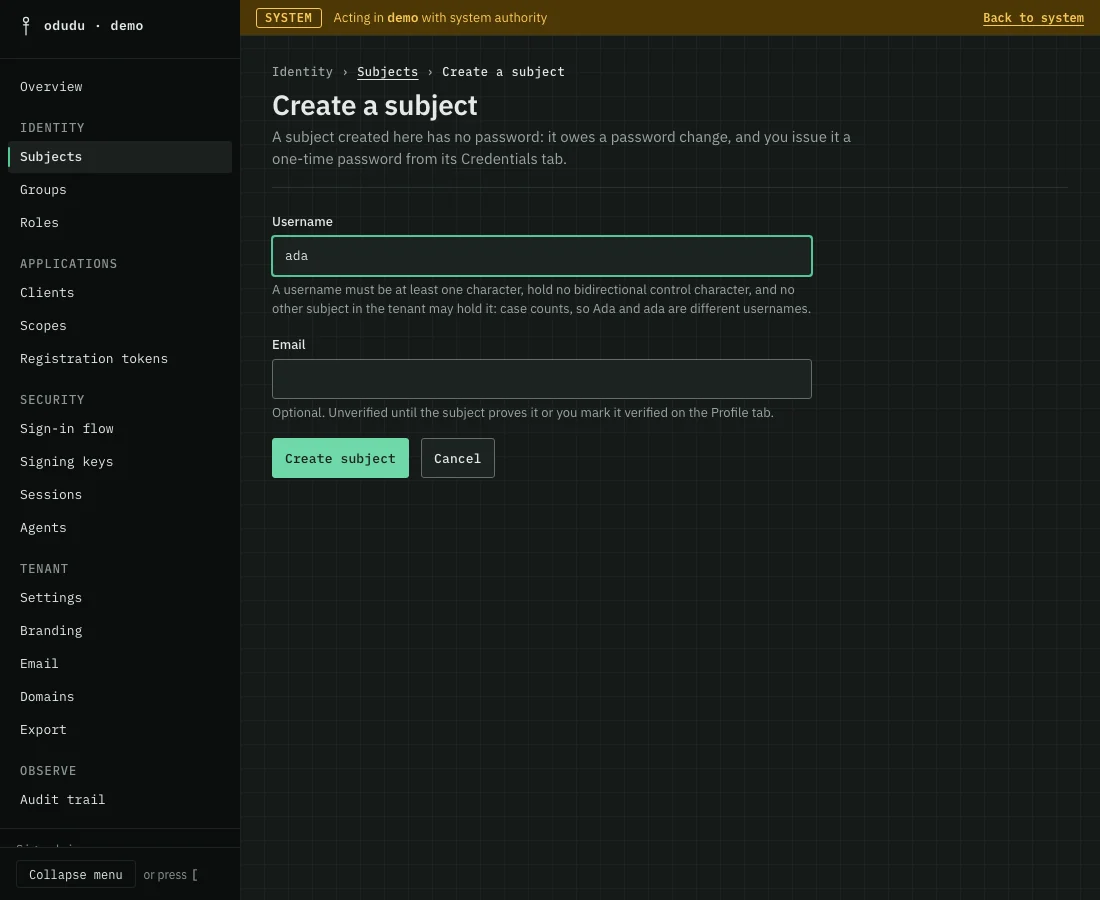 odudu · demo
SYSTEM Acting in demo with system authority Back to system
Overview
IDENTITY
Subjects
Groups
Roles
APPLICATIONS
Clients
Scopes
Registration tokens
SECURITY
Sign-in flow
Signing keys
Sessions
Agents
TENANT
Settings
Branding
Email
Domains
Export
OBSERVE
Audit trail
Collapse menu or press [
Identity › Subjects › Create a subject
Create a subject
A subject created here has no password: it owes a password change, and you issue it a
one-time password from its Credentials tab.
Username
ada
A username must be at least one character, hold no bidirectional control character, and no
other subject in the tenant may hold it: case counts, so Ada and ada are different usernames.
Email
Optional. Unverified until the subject proves it or you mark it verified on the Profile tab.
Create subject Cancel